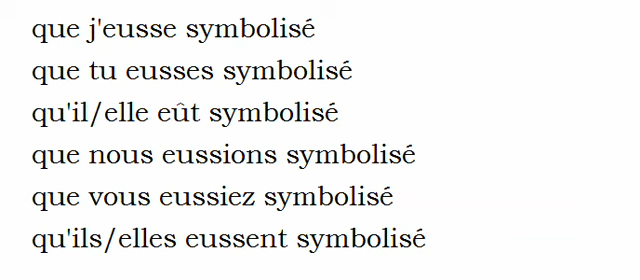 que j'eusse symbolisé
que tu eusses symbolisé
qu'il/elle eût symbolisé
que nous eussions symbolisé
que vous eussiez symbolisé
qu'ils/elles eussent symbolisé